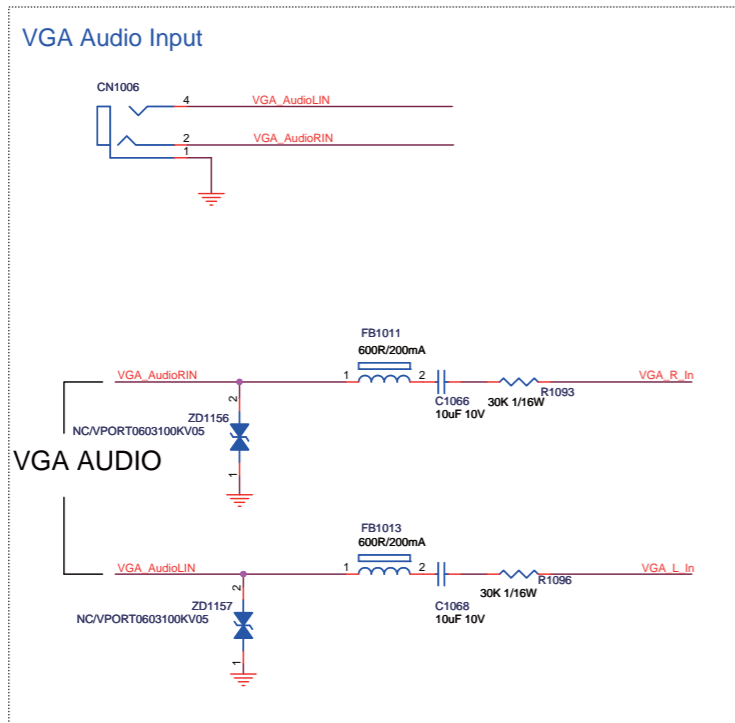 VGA Audio Input
CN1006
4
VGA_AudioLIN
2
VGA_AudioRIN
1
FB1011
600R/200mA
VGA_AudioRIN
1
2
VGA_R_In
C1066
10uF 10V
R1093
30K 1/16W
2
ZD1156
NC/VPORT0603100KV05
1
VGA AUDIO
FB1013
600R/200mA
VGA_AudioLIN
1
2
VGA_L_In
R1096
30K 1/16W
C1068
10uF 10V
2
ZD1157
NC/VPORT0603100KV05
1